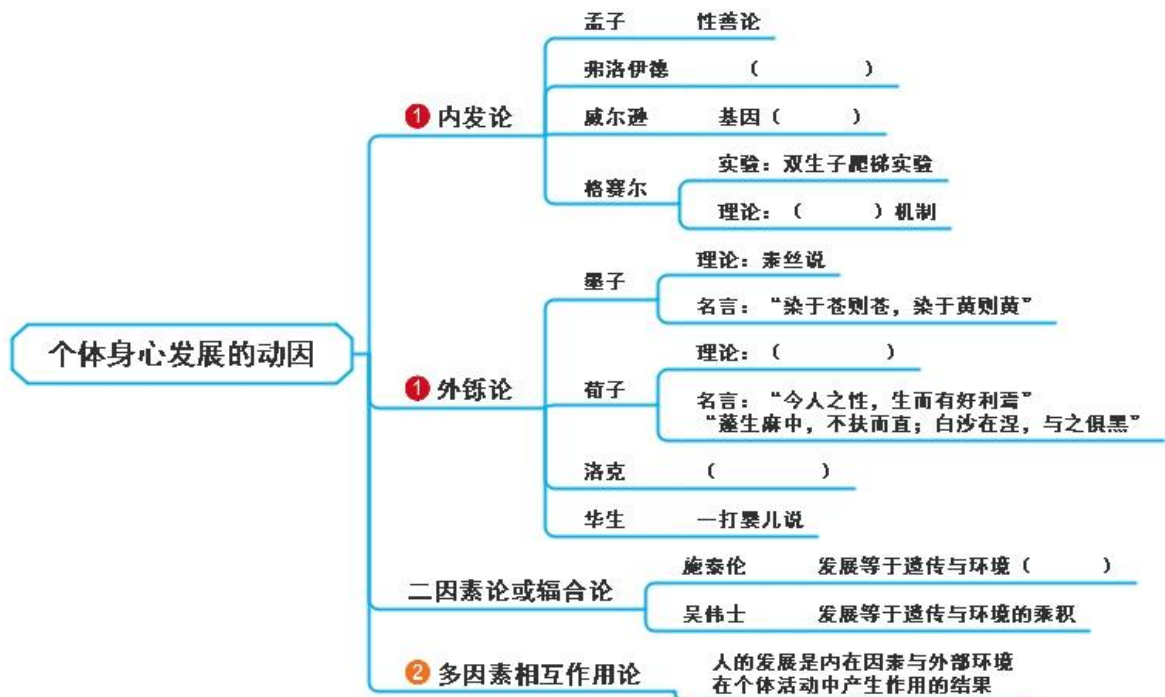 个体身心发展的动因
1 内发论
孟子 性善论
弗洛伊德 （ ）
威尔逊 基因（ ）
格赛尔
实验：双生子爬梯实验
理论：（ ）机制
1 外铄论
墨子
理论：素丝说
名言：“染于苍则苍，染于黄则黄”
荀子
理论：（ ）
名言：“今人之性，生而有好利焉”
“蓬生麻中，不扶而直；白沙在涅，与之俱黑”
洛克 （ ）
华生 一打婴儿说
二因素论或辐合论
施泰伦 发展等于遗传与环境（ ）
吴伟士 发展等于遗传与环境的乘积
2 多因素相互作用论
人的发展是内在因素与外部环境
在个体活动中产生作用的结果